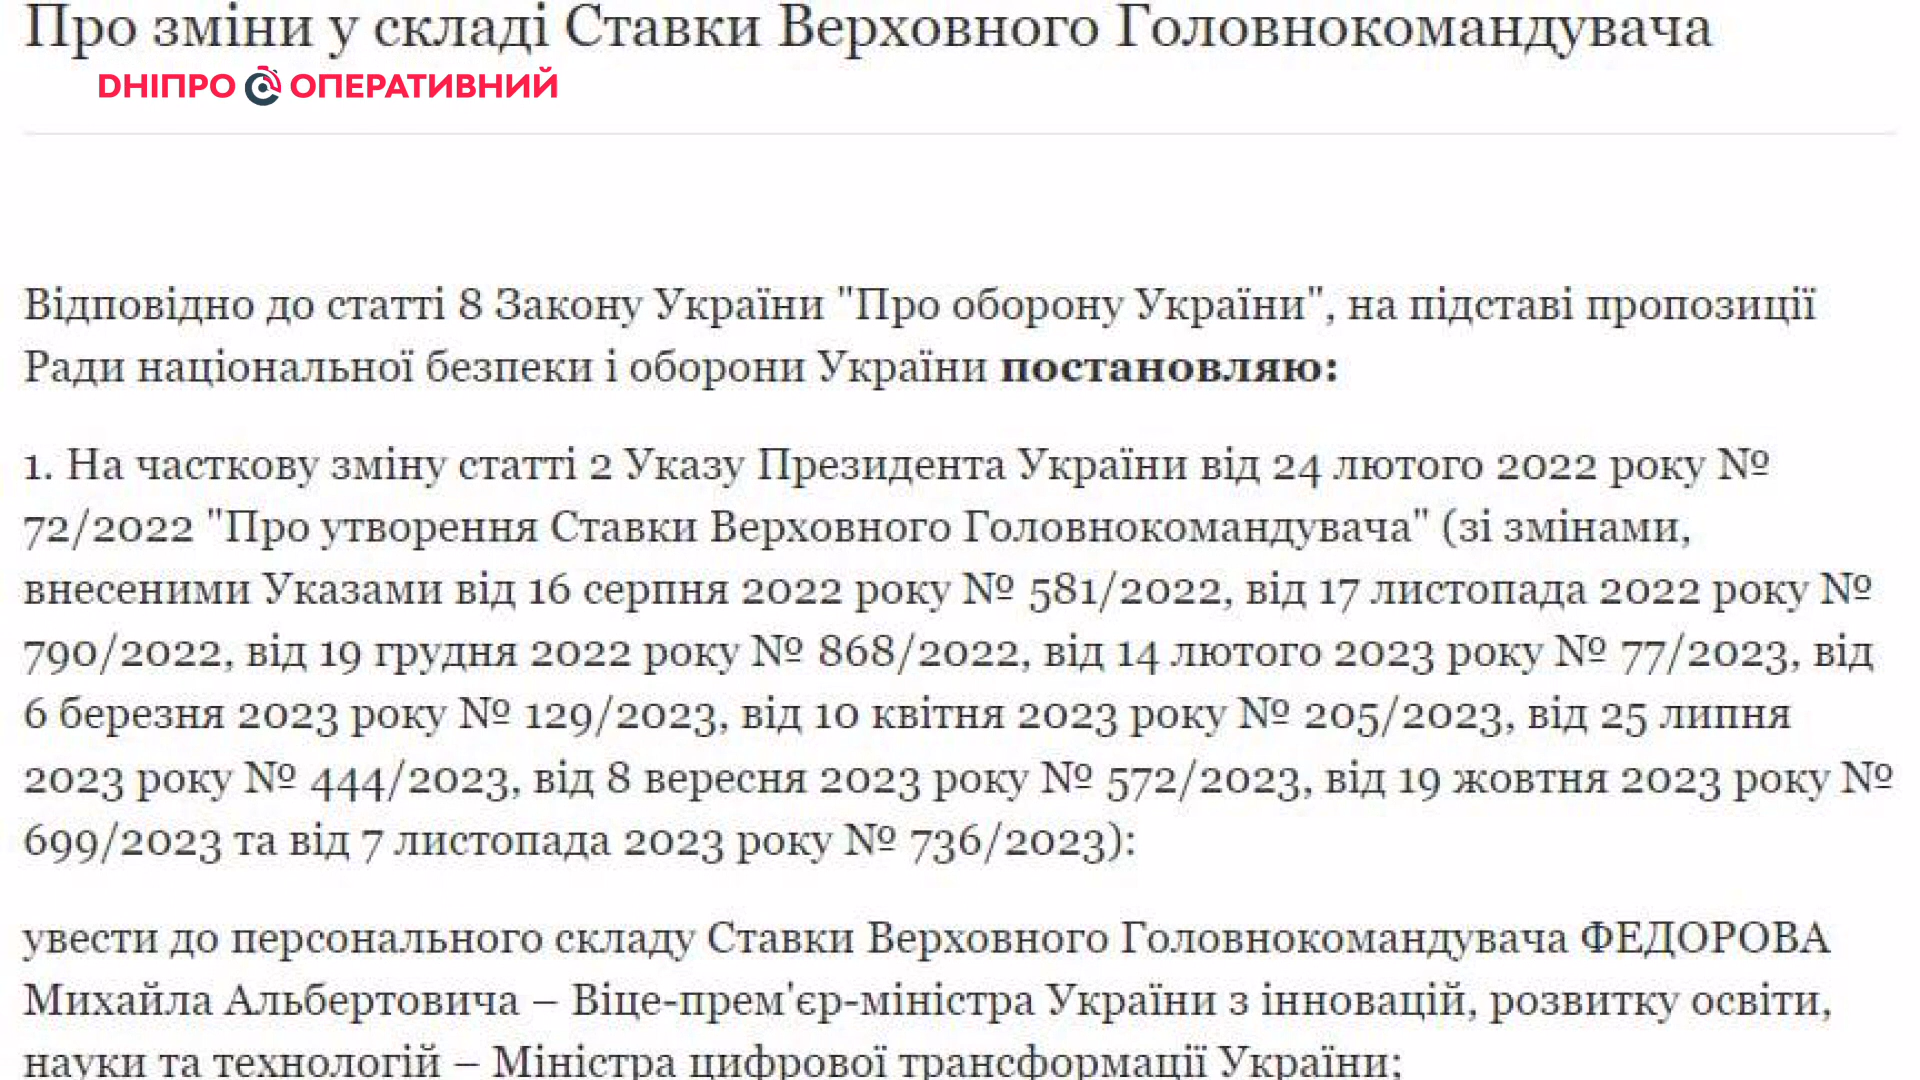 Про зміни у складі Ставки Верховного Головнокомандувача
DНІПРО ОПЕРАТИВНИЙ
Відповідно до статті 8 Закону України "Про оборону України", на підставі пропозиції
Ради національної безпеки і оборони України постановляю:
1. На часткову зміну статті 2 Указу Президента України від 24 лютого 2022 року №
72/2022 "Про утворення Ставки Верховного Головнокомандувача" (зі змінами,
внесеними Указами від 16 серпня 2022 року № 581/2022, від 17 листопада 2022 року №
790/2022, від 19 грудня 2022 року № 868/2022, від 14 лютого 2023 року № 77/2023, від
6 березня 2023 року № 129/2023, від 10 квітня 2023 року № 205/2023, від 25 липня
2023 року № 444/2023, від 8 вересня 2023 року № 572/2023, від 19 жовтня 2023 року №
699/2023 та від 7 листопада 2023 року № 736/2023):
увести до персонального складу Ставки Верховного Головнокомандувача ФЕДОРОВА
Михайла Альбертовича – Віце-прем'єр-міністра України з інновацій, розвитку освіти,
науки та технологій – Міністра цифрової трансформації України;